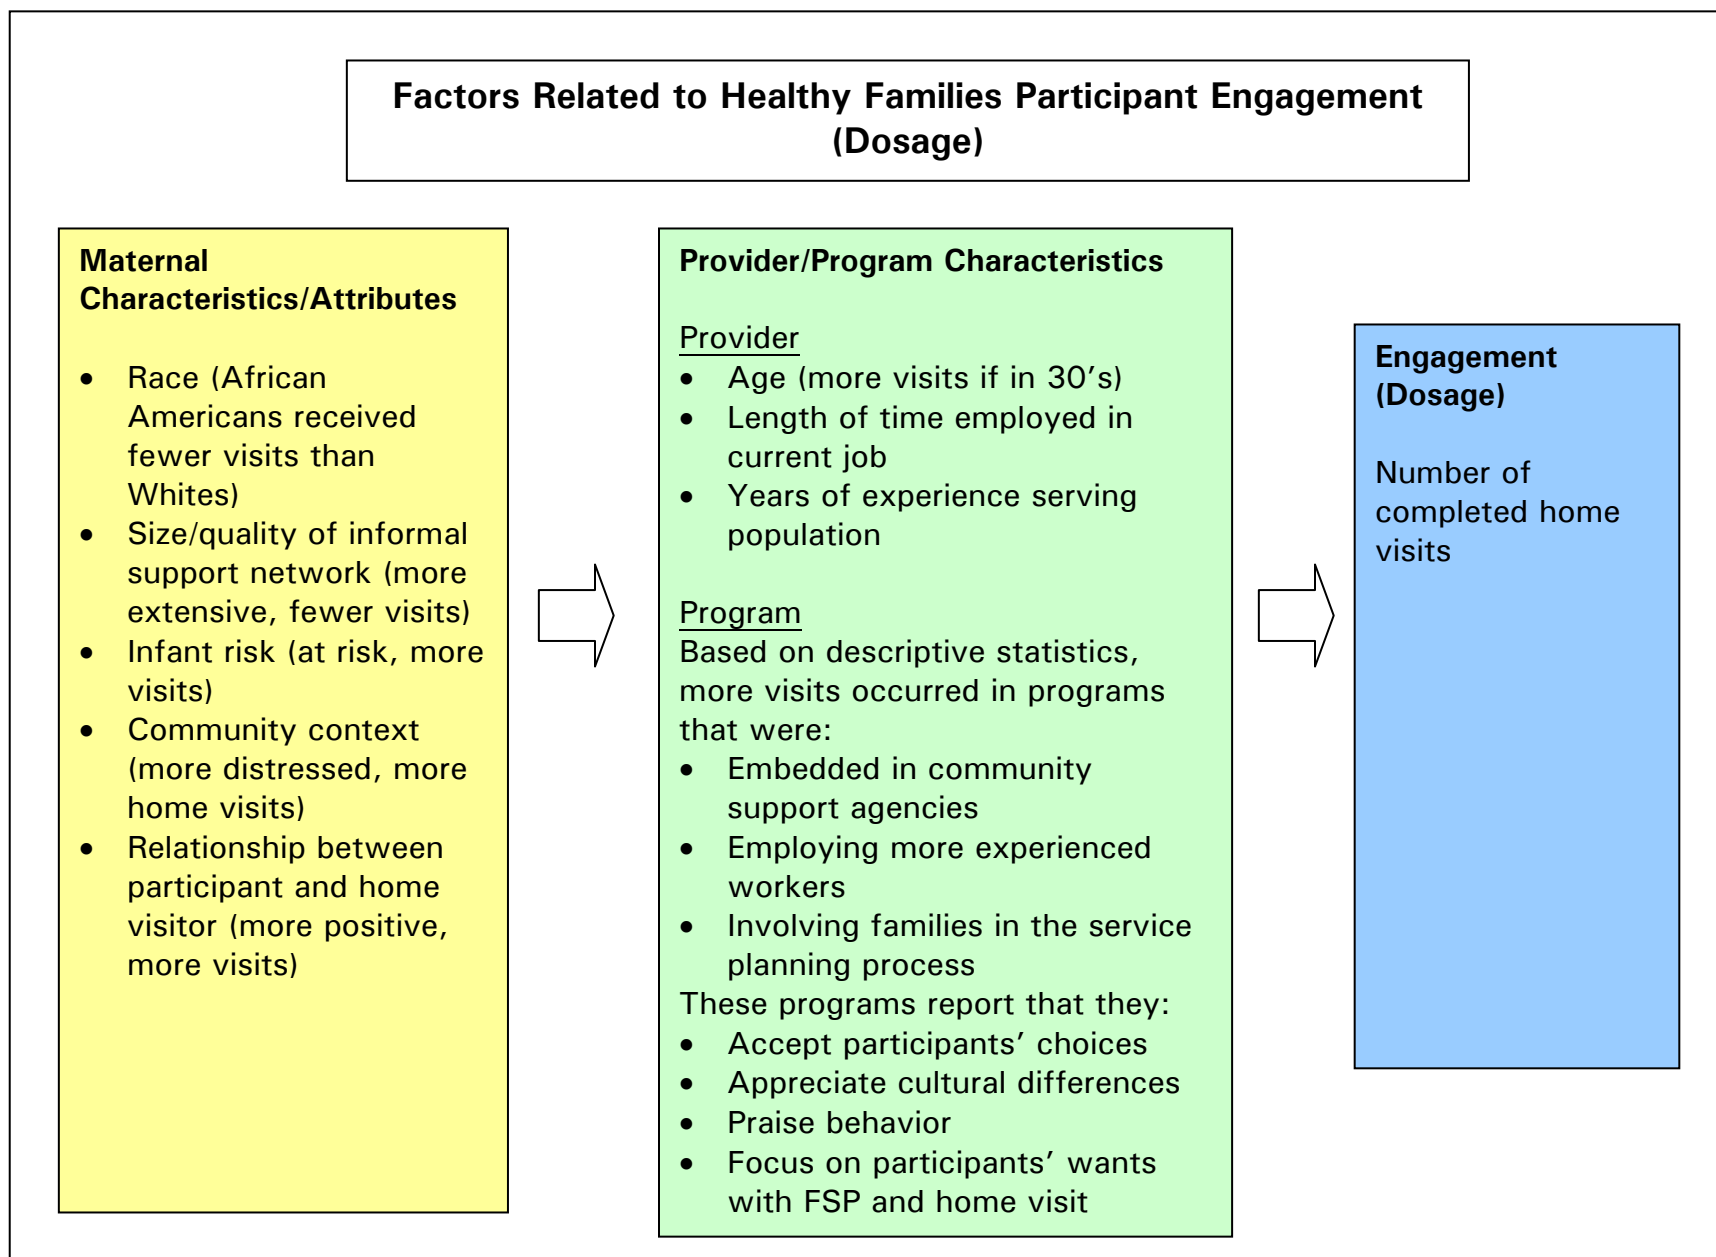 Factors Related to Healthy Families Participant Engagement
(Dosage)
Maternal
Characteristics/Attributes
• Race (African
Americans received
fewer visits than
Whites)
• Size/quality of informal
support network (more
extensive, fewer visits)
• Infant risk (at risk, more
visits)
• Community context
(more distressed, more
home visits)
• Relationship between
participant and home
visitor (more positive,
more visits)
Provider/Program Characteristics
Provider
• Age (more visits if in 30’s)
• Length of time employed in
current job
• Years of experience serving
population
Program
Based on descriptive statistics,
more visits occurred in programs
that were:
• Embedded in community
support agencies
• Employing more experienced
workers
• Involving families in the service
planning process
These programs report that they:
• Accept participants’ choices
• Appreciate cultural differences
• Praise behavior
• Focus on participants’ wants
with FSP and home visit
Engagement
(Dosage)
Number of
completed home
visits